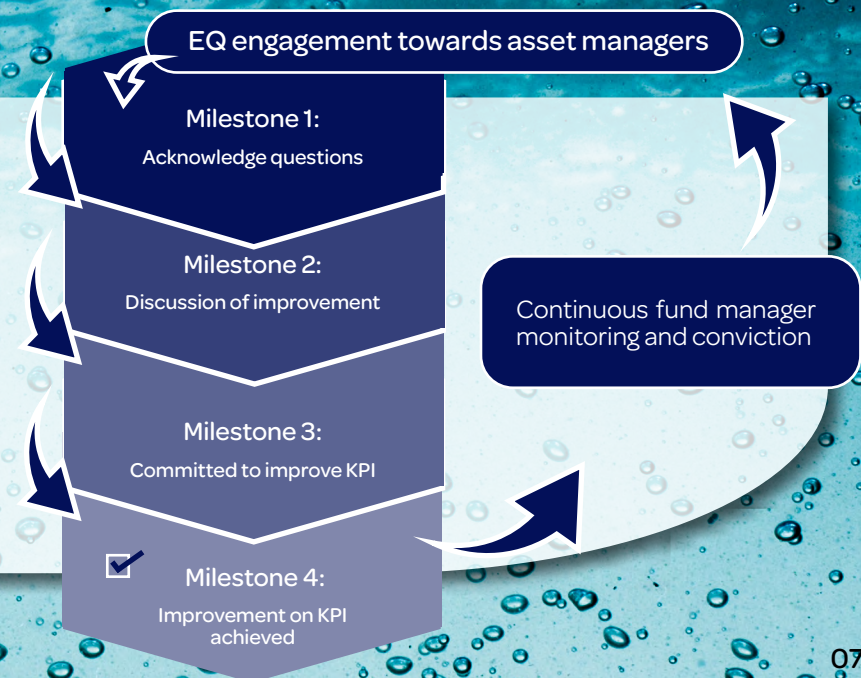 EQ engagement towards asset managers
Milestone 1:
Acknowledge questions
Milestone 2:
Discussion of improvement
Continuous fund manager
monitoring and conviction
Milestone 3:
Committed to improve KPI
Milestone 4:
Improvement on KPI
achieved
07